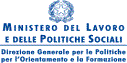 MINISTERO DEL LAVORO
E DELLE POLITICHE SOCIALI
Direzione Generale per le Politiche
per l'Orientamento e la Formazione